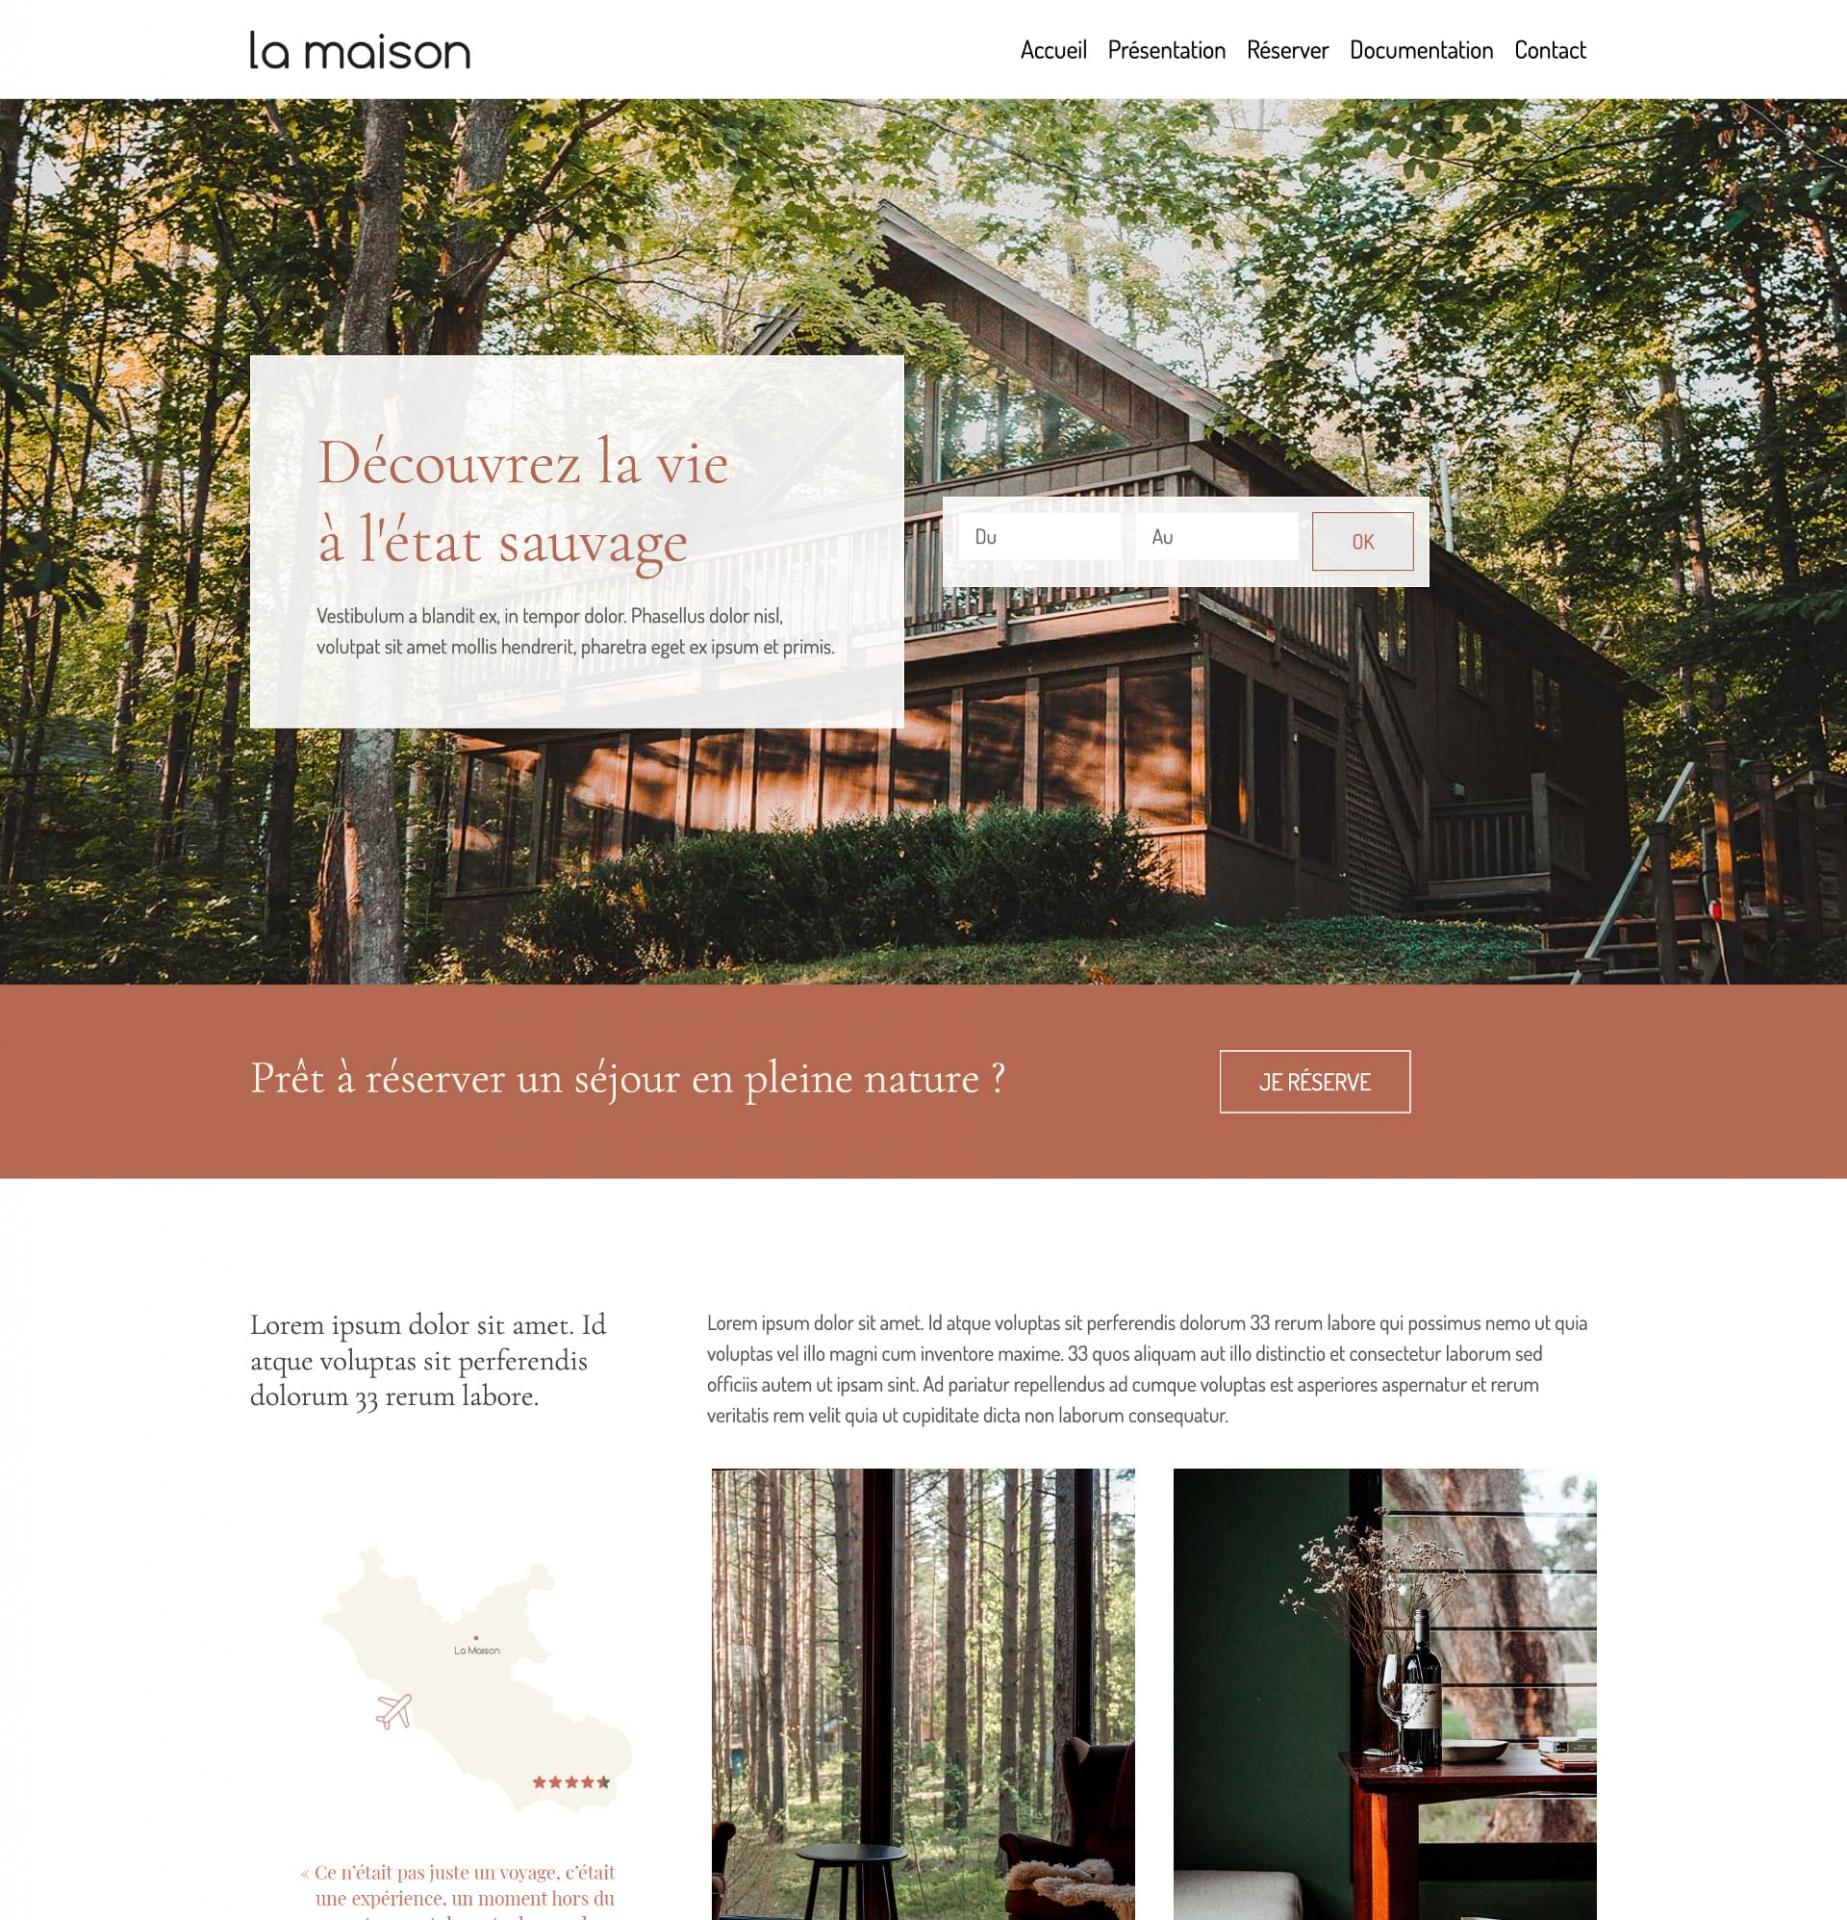 la maison
Accueil Présentation Réserver Documentation Contact
Découvrez la vie
à l'état sauvage
Vestibulum a blandit ex, in tempor dolor. Phasellus dolor nisl,
volutpat sit amet mollis hendrerit, pharetra eget ex ipsum et primis.
Du Au OK
Prêt à réserver un séjour en pleine nature ?
JE RÉSERVE
Lorem ipsum dolor sit amet. Id
atque voluptas sit perferendis
dolorum 33 rerum labore.
Lorem ipsum dolor sit amet. Id atque voluptas sit perferendis dolorum 33 rerum labore qui possimus nemo ut quia
voluptas vel illo magni cum inventore maxime. 33 quos aliquam aut illo distinctio et consectetur laborum sed
officiis autem ut ipsam sint. Ad pariatur repellendus ad cumque voluptas est asperiores aspernatur et rerum
veritatis rem velit quia ut cupiditate dicta non laborum consequatur.
La Maison
« Ce n’était pas juste un voyage, c’était
une expérience, un moment hors du